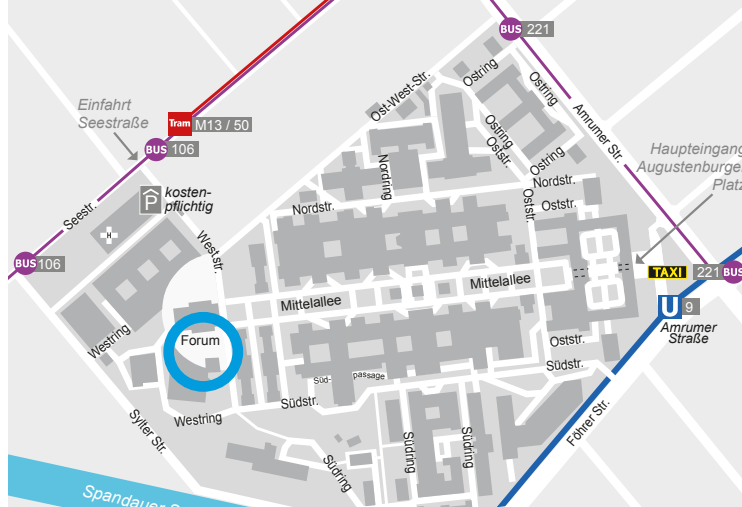 BUS 221
Ostring
Ostring
Ost-West-Str.
Amrumer Str.
Einfahrt
Seestraße
Tram M13 / 50
BUS 106
Ostring
Oststr.
Ostring
Haupteingang
Augustenburger
Platz
Nordring
Nordstr.
P kosten-
pflichtig
Seestr.
Nordstr.
Oststr.
Oststr.
H
Weststr.
BUS 106
TAXI 221 BUS
Mittelallee
Mittelallee
U 9
Amrumer
Straße
Westring
Forum
Oststr.
Südstr.
Süd- passage
Südstr.
Westring
Sylter Str.
Föhrer Str.
Südring
Südring
Südring
Spandauer